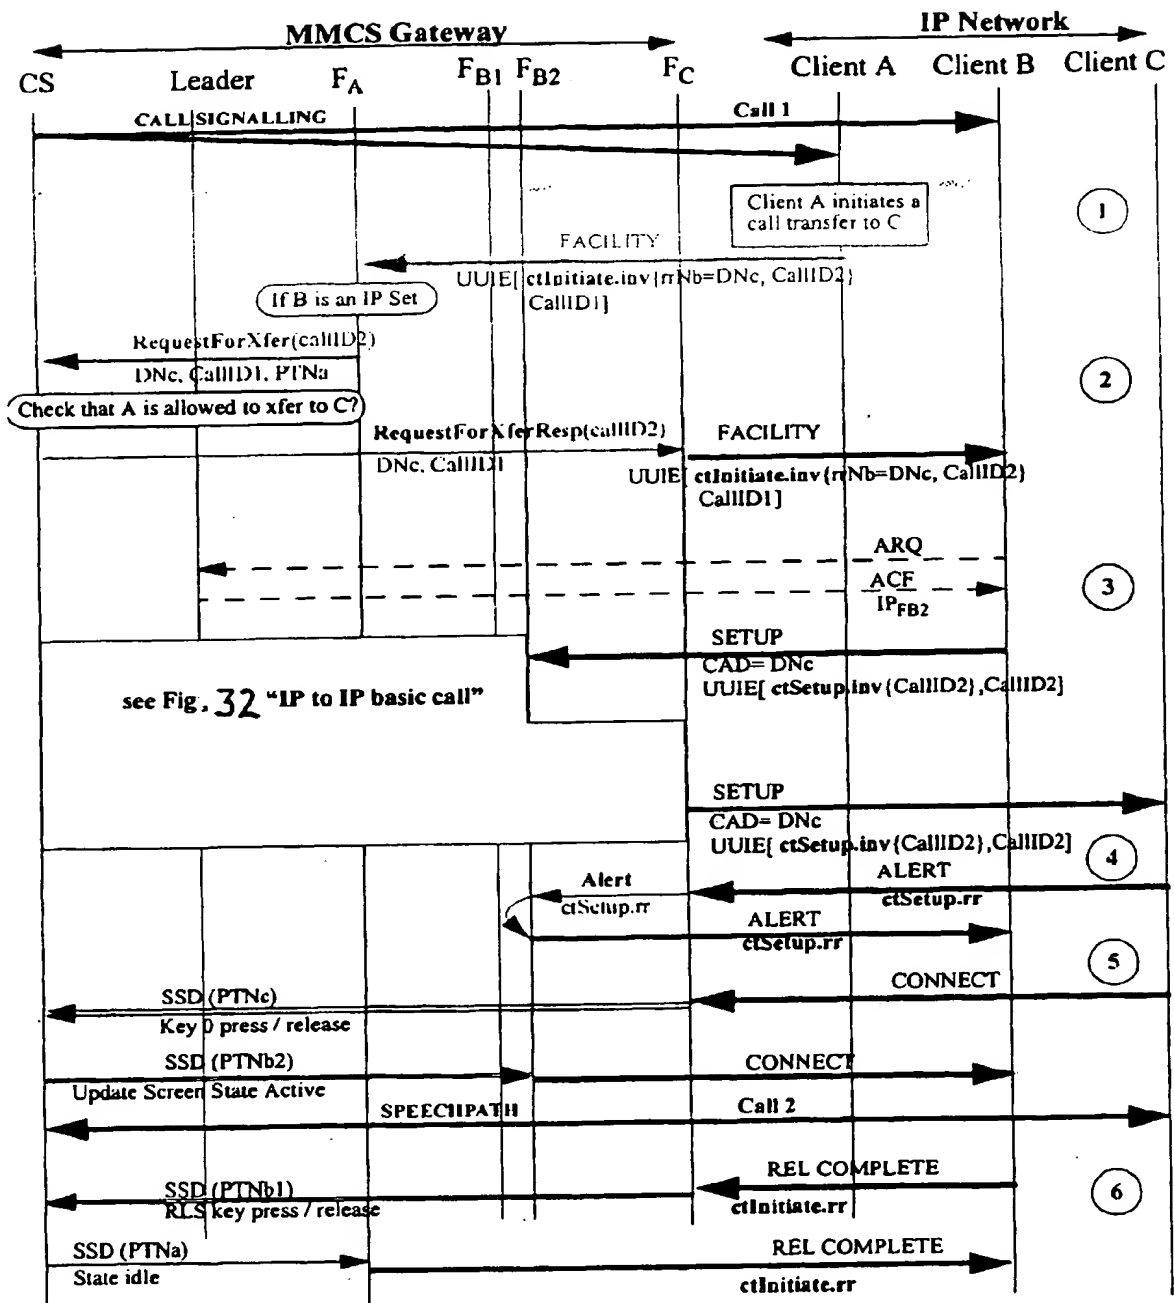 MMCS Gateway
IP Network
CS
Leader
FA
FB1
FB2
FC
Client A
Client B
Client C
CALL SIGNALLING
Call 1
Client A initiates a
call transfer to C
1
FACILITY
UUIE[ ctInitiate.inv{rrNb=DNc, CallID2}
CallID1]
If B is an IP Set
RequestForXfer(callID2)
DNc, CallID1, PTNa
2
Check that A is allowed to xfer to C?
RequestForXferResp(callID2)
DNc, CallID1
FACILITY
UUIE[ ctInitiate.inv{rrNb=DNc, CallID2}
CallID1]
ARQ
ACF
IPFB2
3
SETUP
CAD= DNc
UUIE[ ctSetup.inv{CallID2},CallID2]
see Fig. 32 "IP to IP basic call"
SETUP
CAD= DNc
UUIE[ ctSetup.inv{CallID2},CallID2]
4
Alert
ctSetup.rr
ALERT
ctSetup.rr
ALERT
ctSetup.rr
5
CONNECT
SSD (PTNc)
Key 0 press / release
SSD (PTNb2)
Update Screen State Active
CONNECT
SPEECHPATH
Call 2
REL COMPLETE
ctInitiate.rr
6
SSD (PTNb1)
RLS key press / release
SSD (PTNa)
State idle
REL COMPLETE
ctInitiate.rr